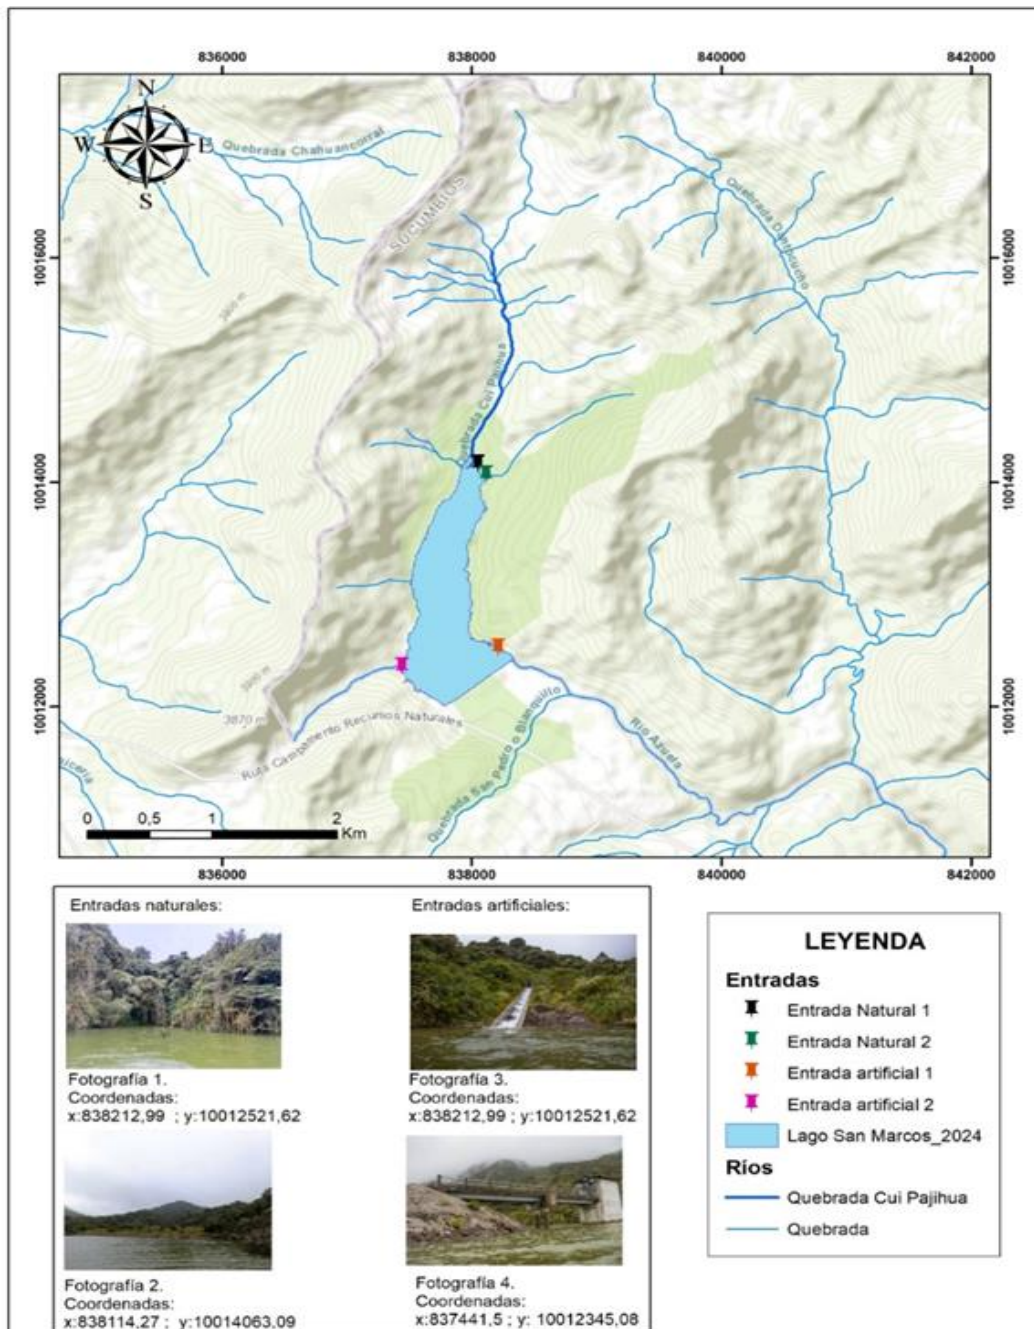 836000 838000 840000 842000
N
W E
S
Quebrada Chahuancorral
SUCUMBIOS
Quebrada Dantocunño
10016000 10016000
Quebrada Cui Pajihua
10014000 10014000
10012000 10012000
3870 m
Ruta Campamento Recursos Naturales
Quebrada San Pedro o Blanquillo
Río Azuela
0 0,5 1 2
Km
836000 838000 840000 842000
Entradas naturales:
Fotografía 1.
Coordenadas:
x:838212,99 ; y:10012521,62
Fotografía 2.
Coordenadas:
x:838114,27 ; y:10014063,09
Entradas artificiales:
Fotografía 3.
Coordenadas:
x:838212,99 ; y:10012521,62
Fotografía 4.
Coordenadas:
x:837441,5 ; y: 10012345,08
LEYENDA
Entradas
Entrada Natural 1
Entrada Natural 2
Entrada artificial 1
Entrada artificial 2
Lago San Marcos_2024
Ríos
Quebrada Cui Pajihua
Quebrada